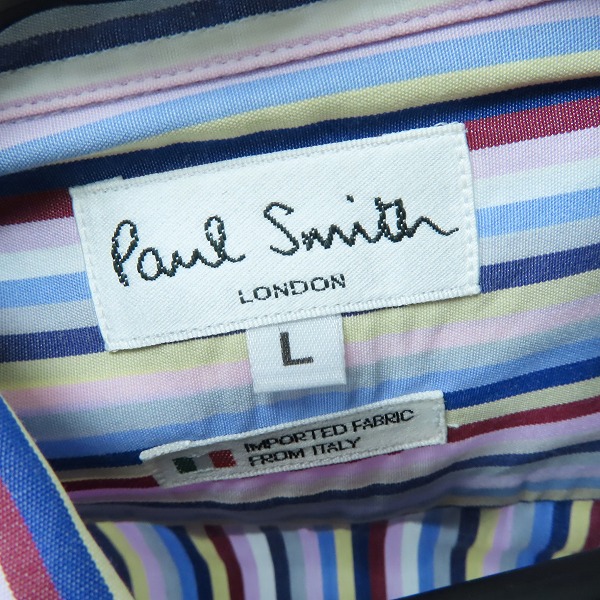 Paul Smith
LONDON
L
IMPORTED FABRIC
FROM ITALY